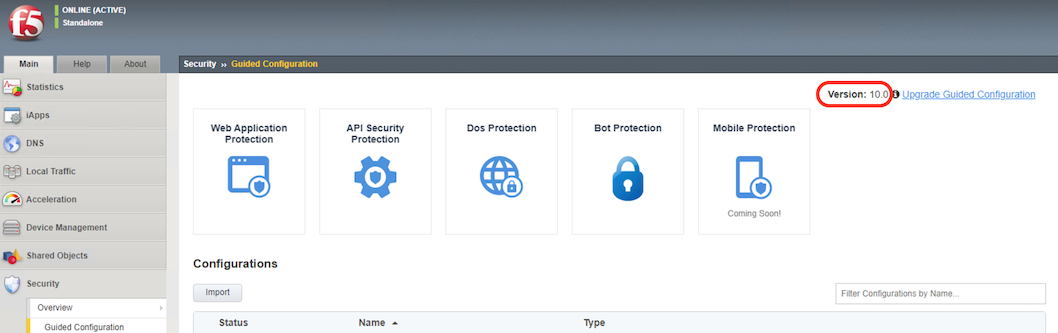 f5
ONLINE (ACTIVE)
Standalone
Main
Help
About
Security » Guided Configuration
Statistics
iApps
DNS
Local Traffic
Acceleration
Device Management
Shared Objects
Security
Overview
Guided Configuration
Version: 10.0 Upgrade Guided Configuration
Web Application
Protection
API Security
Protection
Dos Protection
Bot Protection
Mobile Protection
Coming Soon!
Configurations
Import
Filter Configurations by Name...
Status
Name
Type